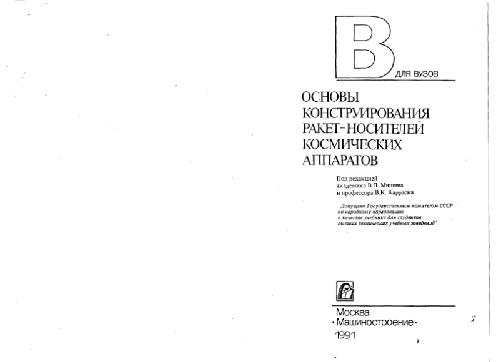 В
ДЛЯ ВУЗОВ
ОСНОВЫ
КОНСТРУИРОВАНИЯ
РАКЕТ-НОСИТЕЛЕЙ
КОСМИЧЕСКИХ
АППАРАТОВ
Под редакцией
академика В.П. Мишина
и профессора В.К. Карраска
Допущено Государственным комитетом СССР
по народному образованию
в качестве учебника для студентов
высших технических учебных заведений"
Москва
·Машиностроение·
1991